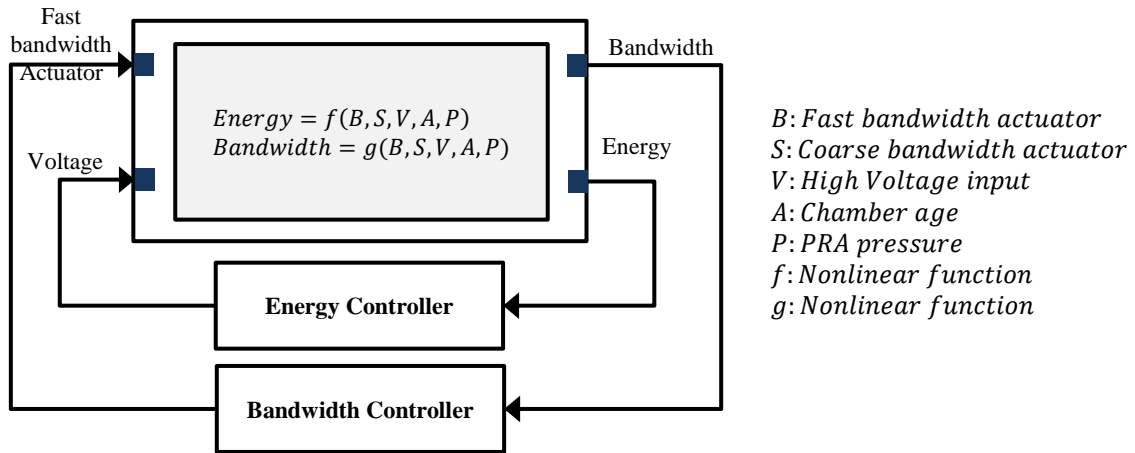 Fast
bandwidth
Actuator
Bandwidth
𝐸𝑛𝑒𝑟𝑔𝑦 = 𝑓(𝐵, 𝑆, 𝑉, 𝐴, 𝑃)
𝐵𝑎𝑛𝑑𝑤𝑖𝑑𝑡ℎ = 𝑔(𝐵, 𝑆, 𝑉, 𝐴, 𝑃)
Voltage
Energy
Energy Controller
Bandwidth Controller
B: Fast bandwidth actuator
S: Coarse bandwidth actuator
V: High Voltage input
A: Chamber age
P: PRA pressure
f: Nonlinear function
g: Nonlinear function